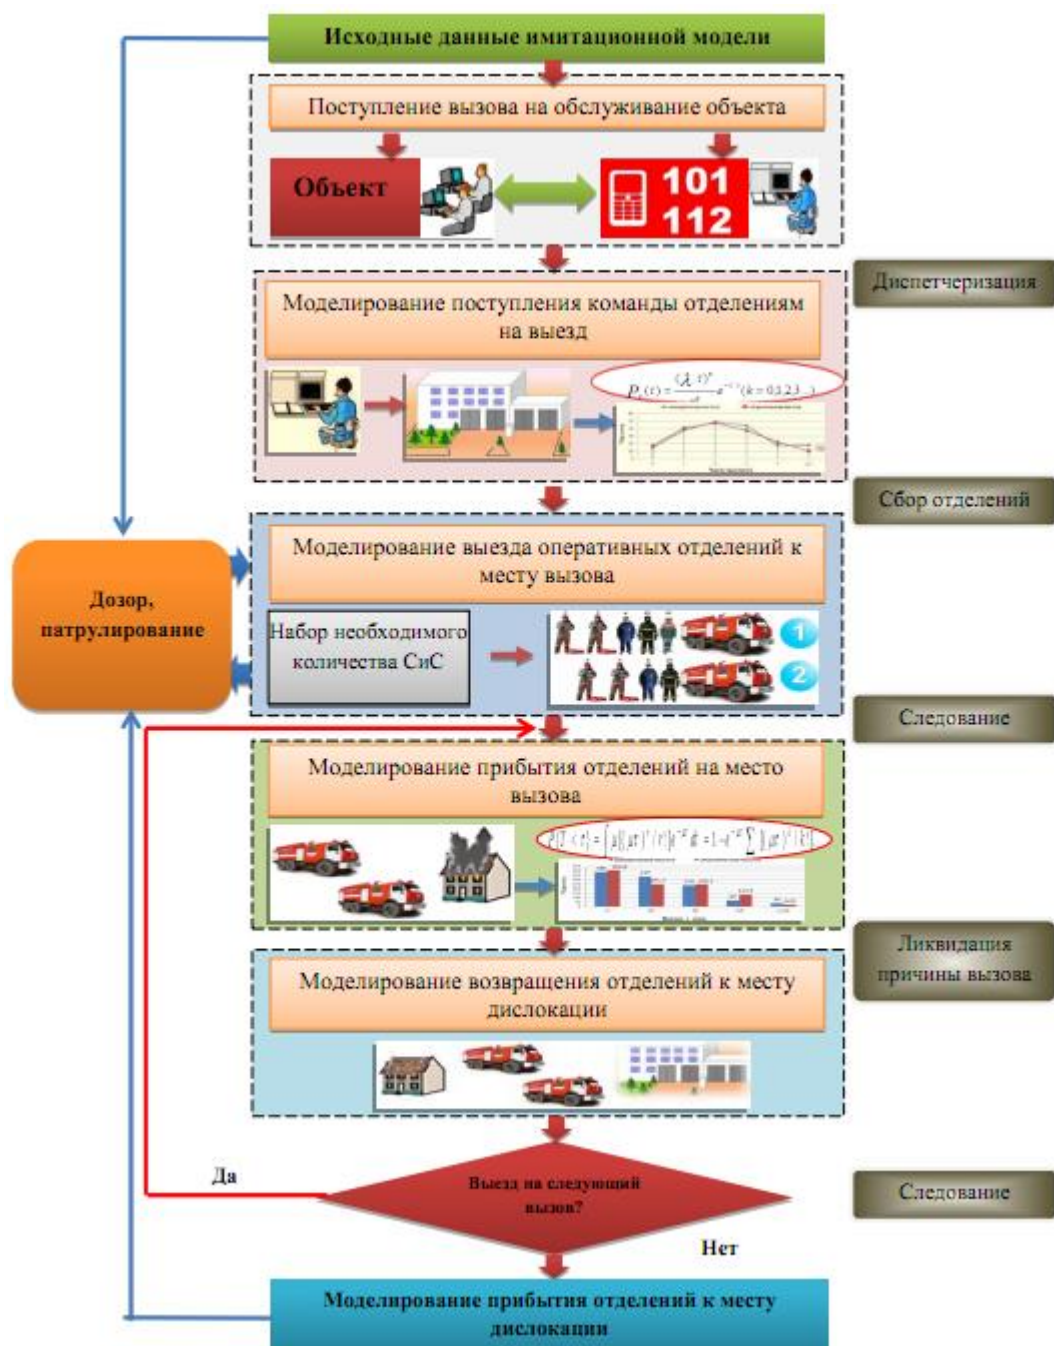 Исходные данные имитационной модели
Поступление вызова на обслуживание объекта
Объект
101
112
Диспетчеризация
Моделирование поступления команды отделениям
на выезд
Сбор отделений
Моделирование выезда оперативных отделений к
месту вызова
Дозор,
патрулирование
Набор необходимого
количества СиС
1
2
Следование
Моделирование прибытия отделений на место
вызова
Ликвидация
причины вызова
Моделирование возвращения отделений к месту
дислокации
Да
Выезд на следующий
вызов?
Следование
Нет
Моделирование прибытия отделений к месту
дислокации